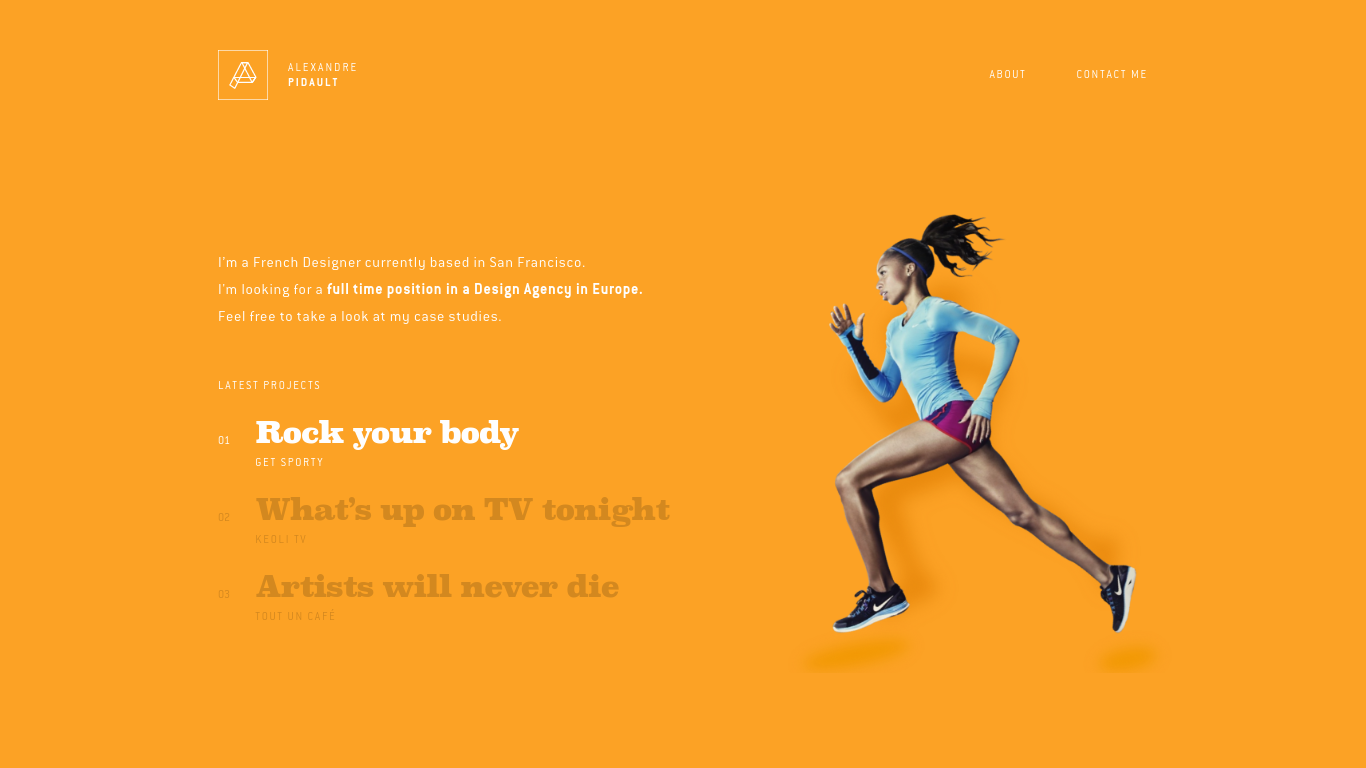 ALEXANDRE
PIDAULT
ABOUT
CONTACT ME
I'm a French Designer currently based in San Francisco.
I'm looking for a full time position in a Design Agency in Europe.
Feel free to take a look at my case studies.
LATEST PROJECTS
01 Rock your body
GET SPORTY
02 What's up on TV tonight
KEOLI TV
03 Artists will never die
TOUT UN CAFÉ